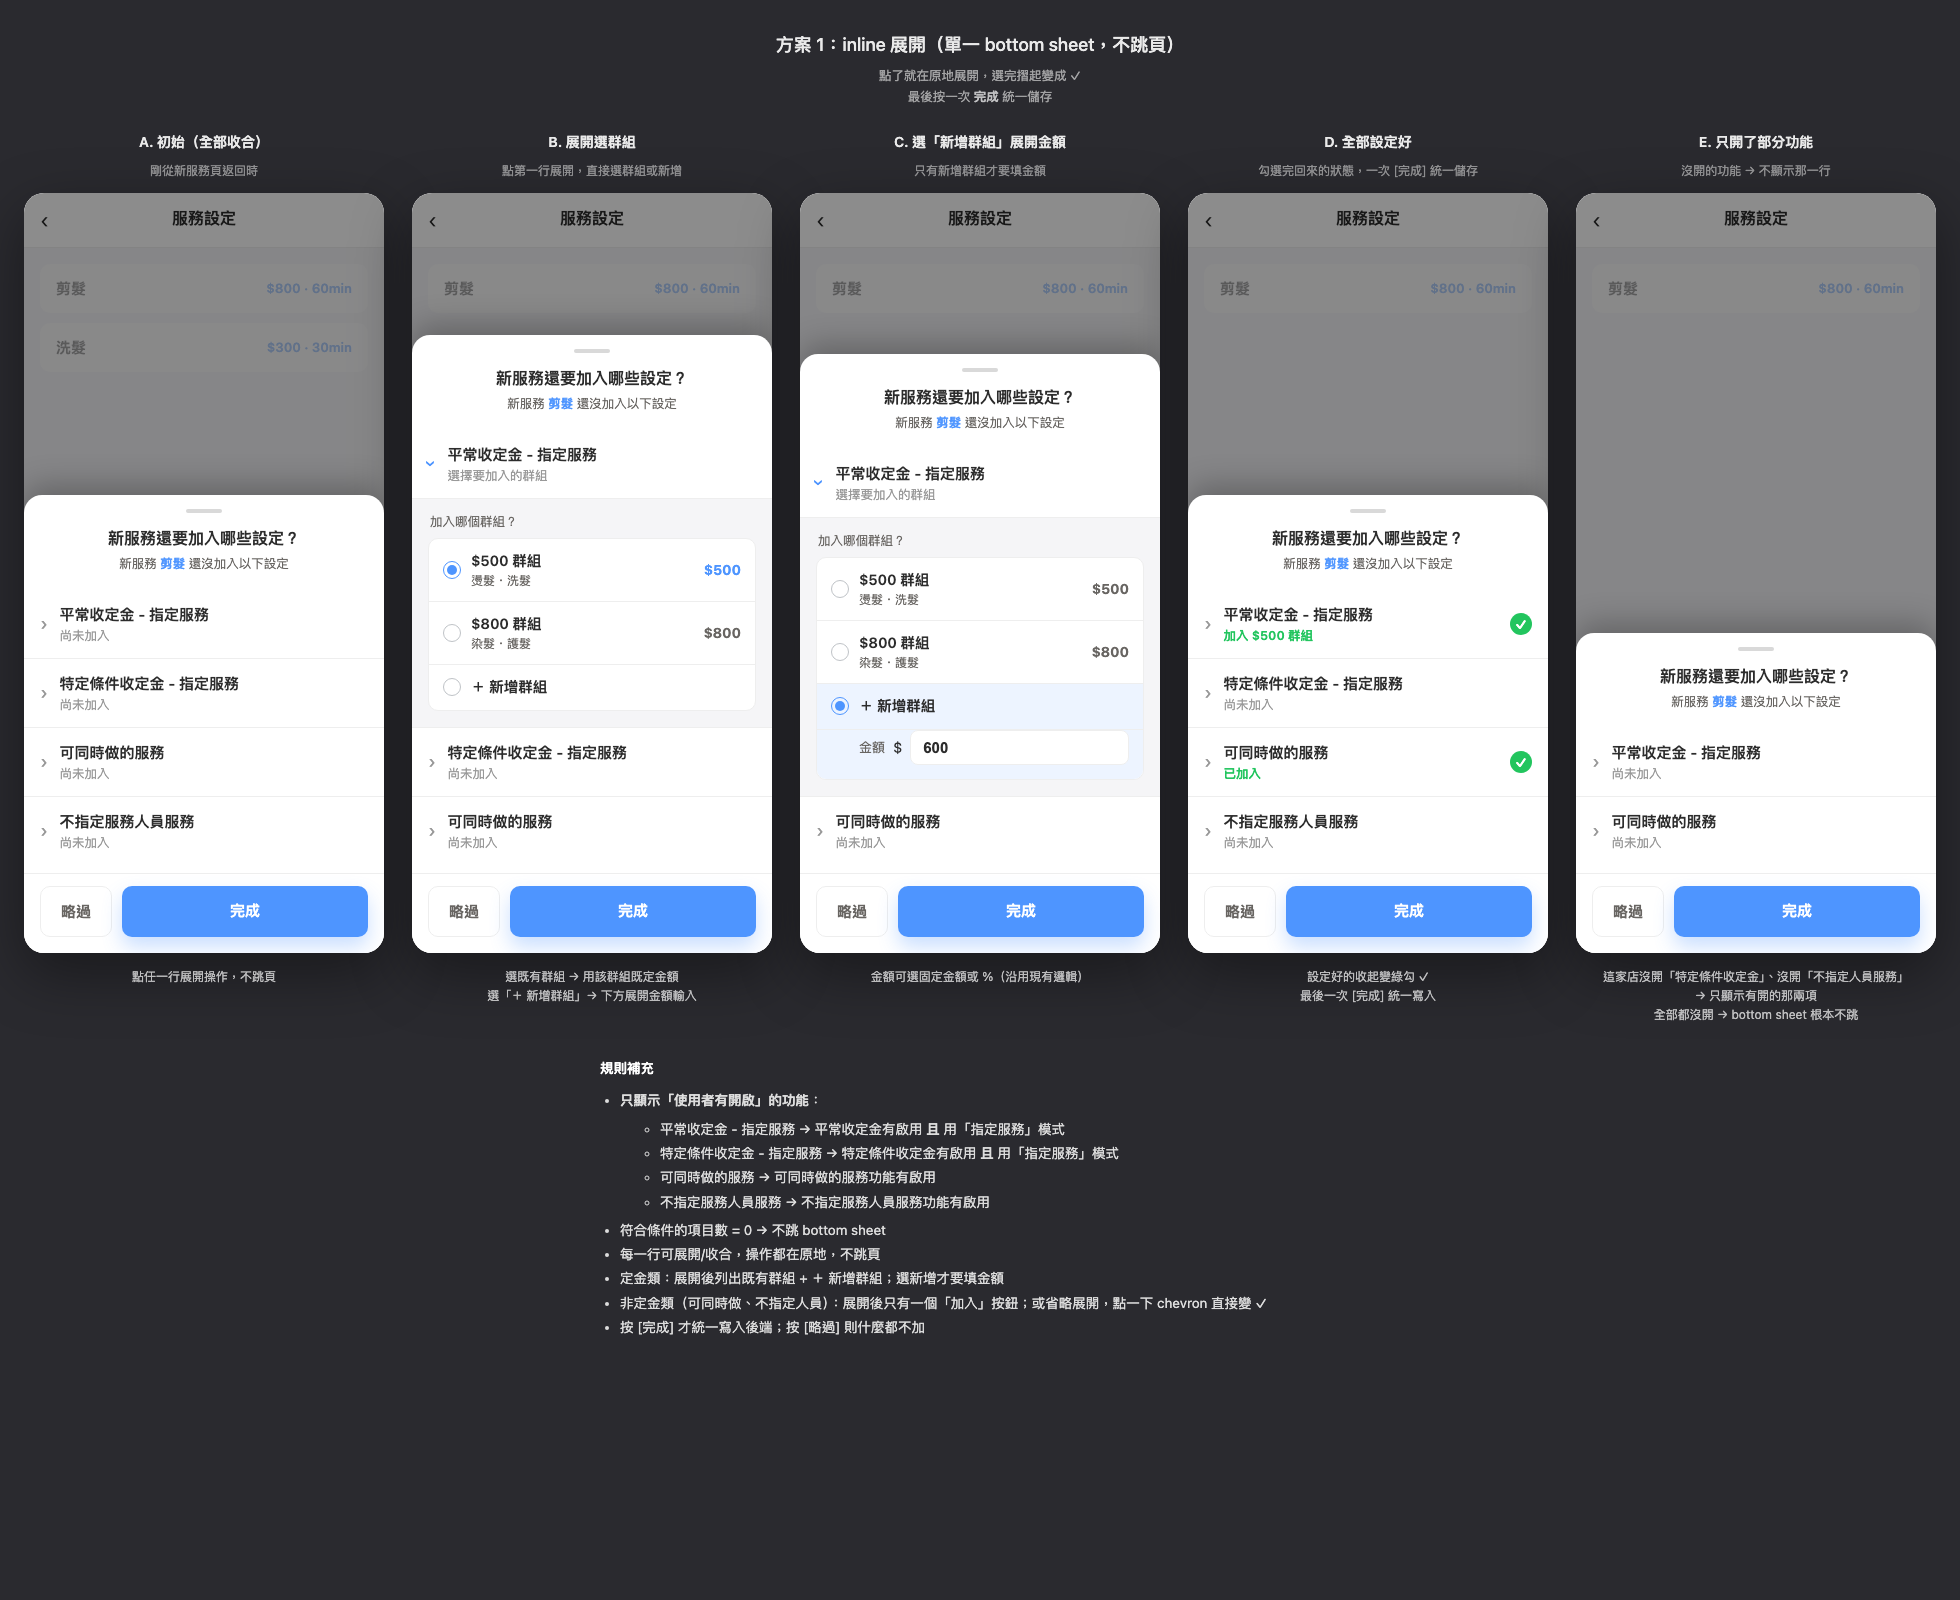 方案 1：inline 展開（單一 bottom sheet，不跳頁）
點了就在原地展開，選完摺起變成 ✓
最後按一次 完成 統一儲存
A. 初始（全部收合）
剛從新服務頁返回時
‹ 服務設定
剪髮 $800 · 60min
洗髮 $300 · 30min
新服務還要加入哪些設定？
新服務 剪髮 還沒加入以下設定
› 平常收定金 - 指定服務
尚未加入
› 特定條件收定金 - 指定服務
尚未加入
› 可同時做的服務
尚未加入
› 不指定服務人員服務
尚未加入
略過 完成
點任一行展開操作，不跳頁
B. 展開選群組
點第一行展開，直接選群組或新增
‹ 服務設定
剪髮 $800 · 60min
新服務還要加入哪些設定？
新服務 剪髮 還沒加入以下設定
平常收定金 - 指定服務
選擇要加入的群組
加入哪個群組？
$500 群組 $500
燙髮・洗髮
$800 群組 $800
染髮・護髮
＋ 新增群組
› 特定條件收定金 - 指定服務
尚未加入
› 可同時做的服務
尚未加入
略過 完成
選既有群組 → 用該群組既定金額
選「＋ 新增群組」→ 下方展開金額輸入
C. 選「新增群組」展開金額
只有新增群組才要填金額
‹ 服務設定
剪髮 $800 · 60min
新服務還要加入哪些設定？
新服務 剪髮 還沒加入以下設定
平常收定金 - 指定服務
選擇要加入的群組
加入哪個群組？
$500 群組 $500
燙髮・洗髮
$800 群組 $800
染髮・護髮
＋ 新增群組
金額 $ 600
› 可同時做的服務
尚未加入
略過 完成
金額可選固定金額或 %（沿用現有邏輯）
D. 全部設定好
勾選完回來的狀態，一次 [完成] 統一儲存
‹ 服務設定
剪髮 $800 · 60min
新服務還要加入哪些設定？
新服務 剪髮 還沒加入以下設定
› 平常收定金 - 指定服務 ✓
加入 $500 群組
› 特定條件收定金 - 指定服務
尚未加入
› 可同時做的服務 ✓
已加入
› 不指定服務人員服務
尚未加入
略過 完成
設定好的收起變綠勾 ✓
最後一次 [完成] 統一寫入
E. 只開了部分功能
沒開的功能 → 不顯示那一行
‹ 服務設定
剪髮 $800 · 60min
新服務還要加入哪些設定？
新服務 剪髮 還沒加入以下設定
› 平常收定金 - 指定服務
尚未加入
› 可同時做的服務
尚未加入
略過 完成
這家店沒開「特定條件收定金」、沒開「不指定人員服務」
→ 只顯示有開的那兩項
全部都沒開 → bottom sheet 根本不跳
規則補充
• 只顯示「使用者有開啟」的功能：
◦ 平常收定金 - 指定服務 → 平常收定金有啟用 且 用「指定服務」模式
◦ 特定條件收定金 - 指定服務 → 特定條件收定金有啟用 且 用「指定服務」模式
◦ 可同時做的服務 → 可同時做的服務功能有啟用
◦ 不指定服務人員服務 → 不指定服務人員服務功能有啟用
• 符合條件的項目數 = 0 → 不跳 bottom sheet
• 每一行可展開/收合，操作都在原地，不跳頁
• 定金類：展開後列出既有群組 + ＋ 新增群組；選新增才要填金額
• 非定金類（可同時做、不指定人員）：展開後只有一個「加入」按鈕；或省略展開，點一下 chevron 直接變 ✓
• 按 [完成] 才統一寫入後端；按 [略過] 則什麼都不加